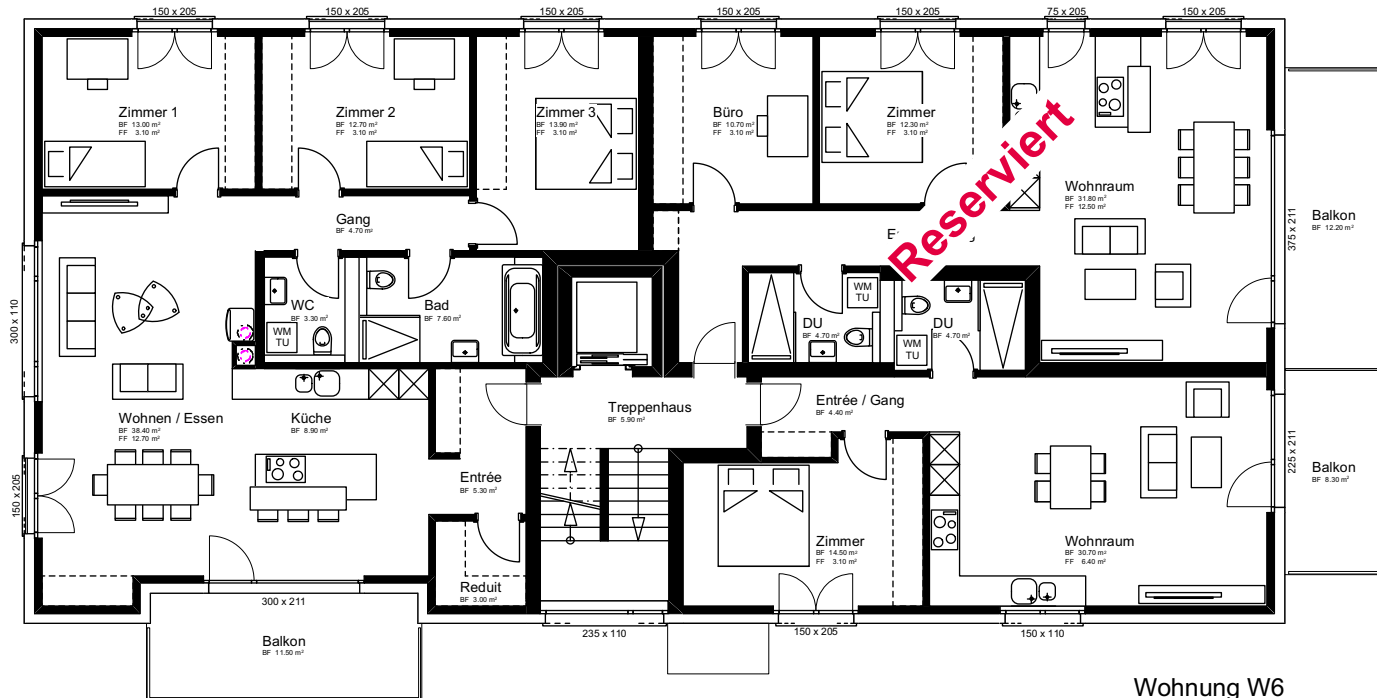 150 x 205
150 x 205
150 x 205
150 x 205
150 x 205
75 x 205
150 x 205
Zimmer 1
BF 13.00 m²
FF 3.10 m²
Zimmer 2
BF 12.70 m²
FF 3.10 m²
Zimmer 3
BF 13.90 m²
FF 3.10 m²
Büro
BF 10.70 m²
FF 3.10 m²
Zimmer
BF 12.30 m²
FF 3.10 m²
Reserviert
Wohnraum
BF 31.80 m²
FF 12.50 m²
Balkon
BF 12.20 m²
375 x 211
Gang
BF 4.70 m²
300 x 110
WC
BF 3.30 m²
WM
TU
Bad
BF 7.60 m²
WM
TU
DU
BF 4.70 m²
DU
BF 4.70 m²
WM
TU
Wohnen / Essen
BF 38.40 m²
FF 12.70 m²
Küche
BF 8.90 m²
Treppenhaus
BF 5.90 m²
Entrée / Gang
BF 4.40 m²
225 x 211
Balkon
BF 8.30 m²
150 x 205
Entrée
BF 5.30 m²
Zimmer
BF 14.50 m²
FF 3.10 m²
Wohnraum
BF 30.70 m²
FF 6.40 m²
Reduit
BF 3.00 m²
300 x 211
Balkon
BF 11.50 m²
235 x 110
150 x 205
150 x 110
Wohnung W6